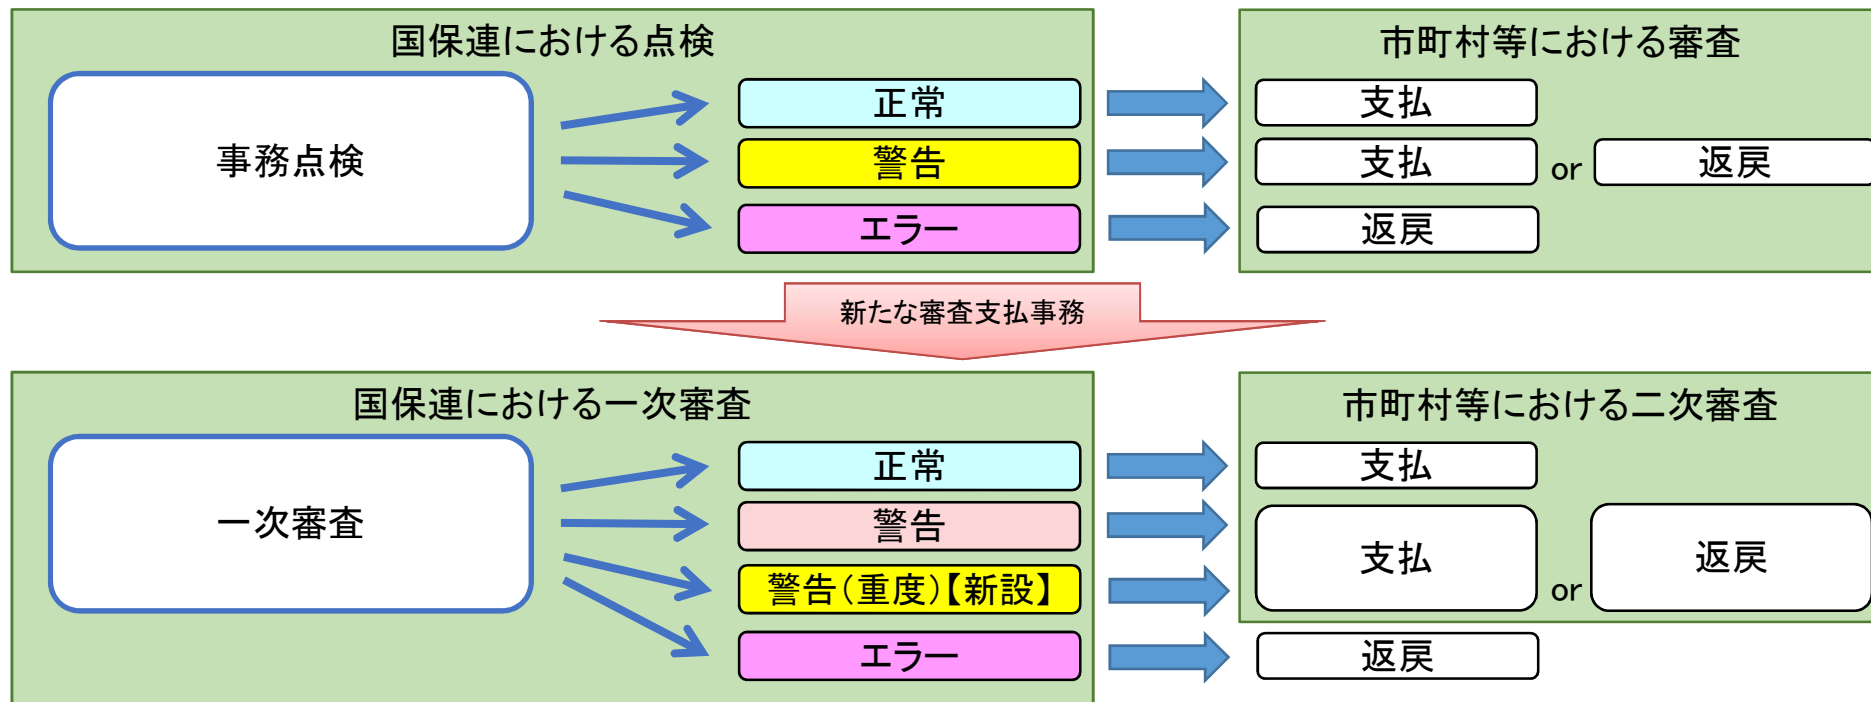 国保連における点検
市町村等における審査
事務点検
正常
支払
警告
支払
or
返戻
エラー
返戻
新たな審査支払事務
国保連における一次審査
市町村等における二次審査
一次審査
正常
支払
警告
警告(重度)【新設】
支払
or
返戻
エラー
返戻